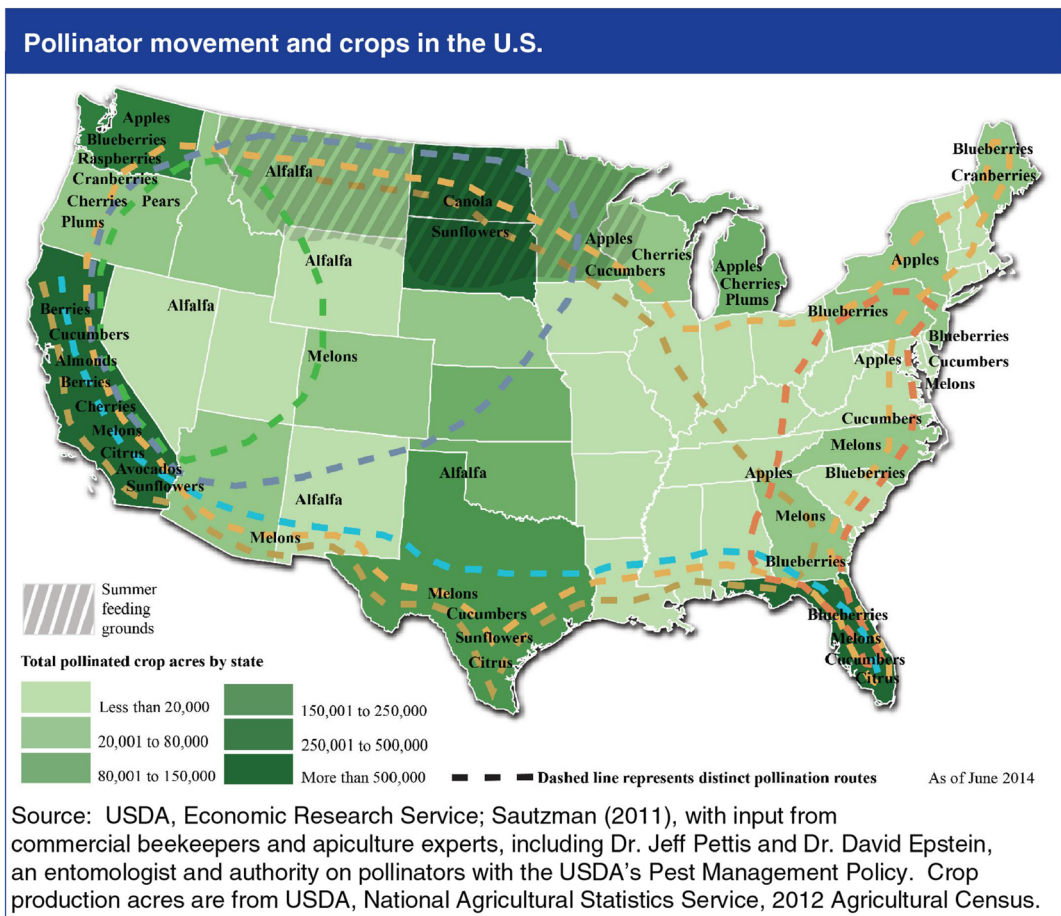 Pollinator movement and crops in the U.S.
Apples
Blueberries
Raspberries
Cranberries
Cherries Pears
Plums
Alfalfa
Canola
Sunflowers
Apples
Cherries
Cucumbers
Apples
Cherries
Plums
Blueberries
Cranberries
Apples
Blueberries
Blueberries
Apples
Cucumbers
Melons
Alfalfa
Alfalfa
Melons
Berries
Cucumbers
Almonds
Berries
Cherries
Melons
Citrus
Avocados
Sunflowers
Cucumbers
Melons
Apples
Blueberries
Alfalfa
Alfalfa
Melons
Melons
Blueberries
Melons
Cucumbers
Sunflowers
Citrus
Blueberries
Melons
Cucumbers
Citrus
Summer
feeding
grounds
Total pollinated crop acres by state
Less than 20,000
150,001 to 250,000
20,001 to 80,000
250,001 to 500,000
80,001 to 150,000
More than 500,000
Dashed line represents distinct pollination routes
As of June 2014
Source: USDA, Economic Research Service; Sautzman (2011), with input from
commercial beekeepers and apiculture experts, including Dr. Jeff Pettis and Dr. David Epstein,
an entomologist and authority on pollinators with the USDA's Pest Management Policy. Crop
production acres are from USDA, National Agricultural Statistics Service, 2012 Agricultural Census.